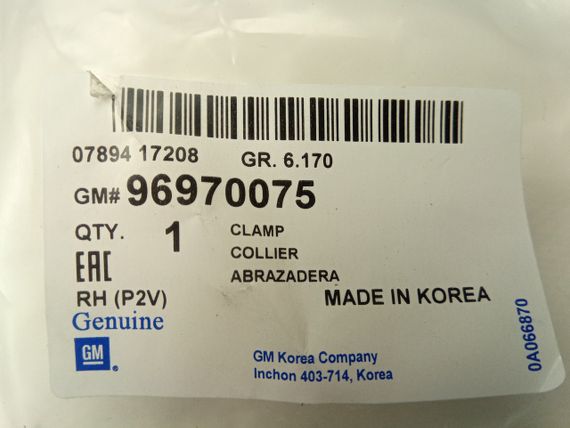 07894 17208 GR. 6.170
GM# 96970075
QTY. 1 CLAMP
COLLIER
ABRAZADERA
EAC
RH (P2V) MADE IN KOREA
Genuine
GM
GM Korea Company
Inchon 403-714, Korea
0A066870